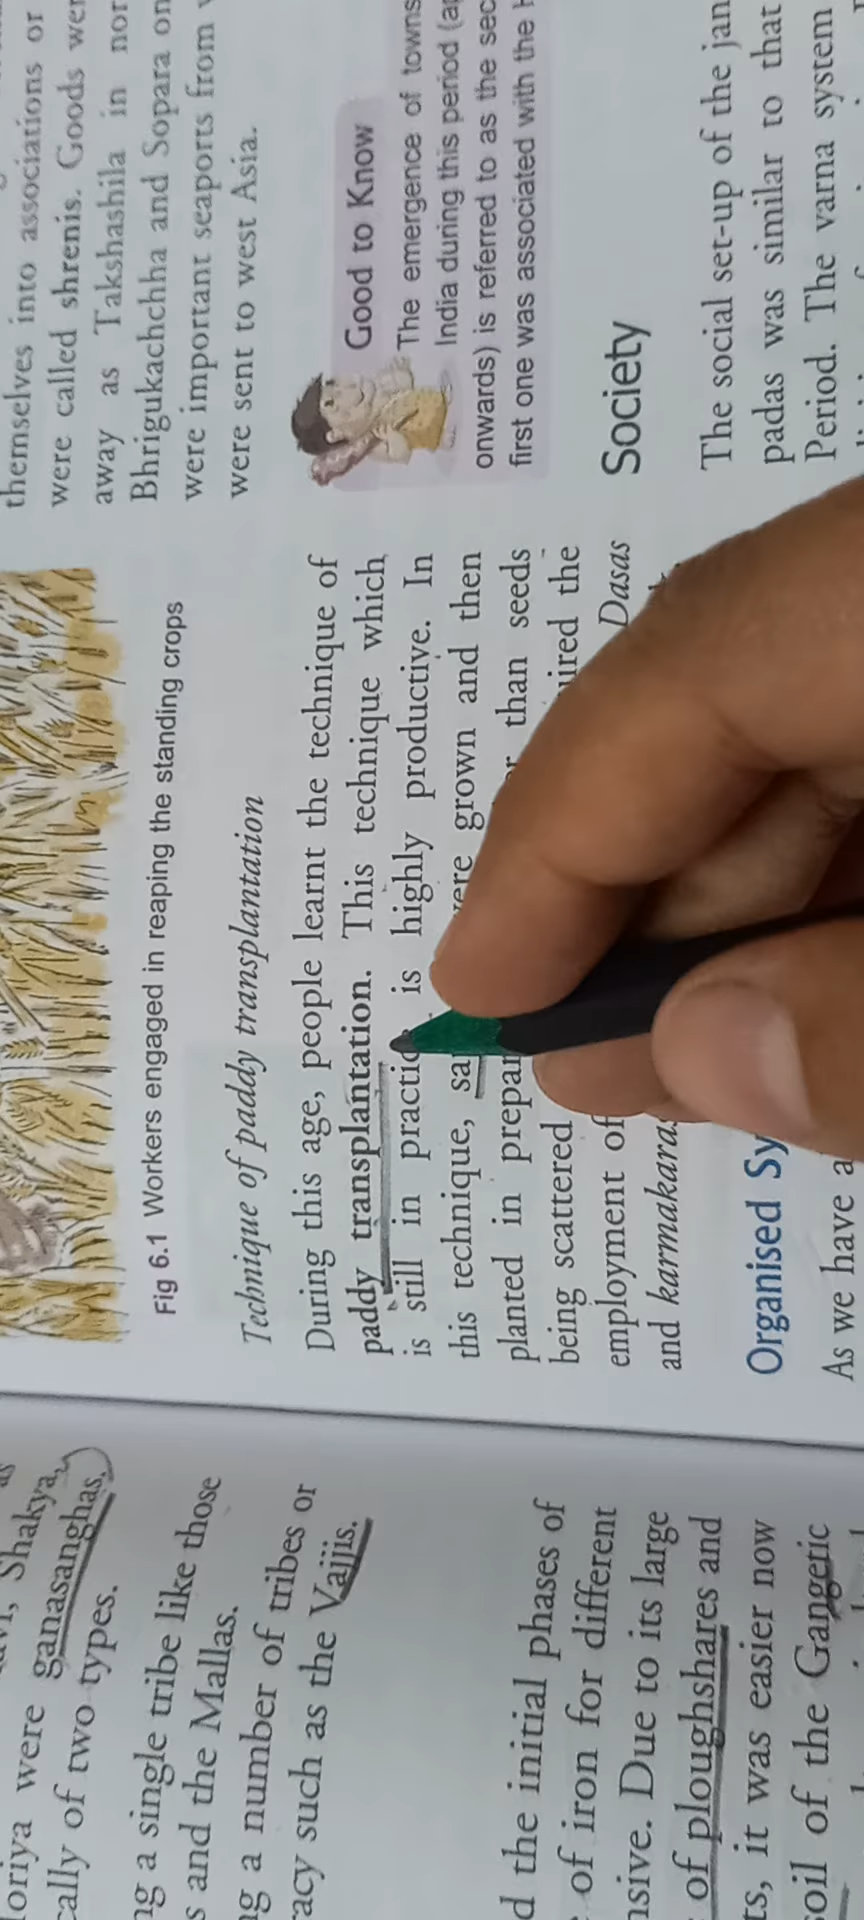 loriya were ganasanghas,
cally of two types.
a single tribe like those
and the Mallas.
a number of tribes or
such as the Vajjis.
the initial phases of
of iron for different
Due to its large
of ploughshares and
it was easier now
of the Gangetic
Fig 6.1 Workers engaged in reaping the standing crops
Technique of paddy transplantation
During this age, people learnt the technique of
paddy transplantation. This technique which
is still in practic is highly productive. In
this technique, sa ere grown and then
planted in prepar than seeds
being scattered uired the
employment of Dasas
and karmakaras
Organised Sy
As we have a
themselves into associations or
were called shrenis. Goods wer
away as Takshashila in nor
Bhrigukachchha and Sopara on
were important seaports from
were sent to west Asia.
Good to Know
The emergence of towns
India during this period (ap
onwards) is referred to as the sec
first one was associated with the
Society
The social set-up of the jan
padas was similar to that
Period. The varna system